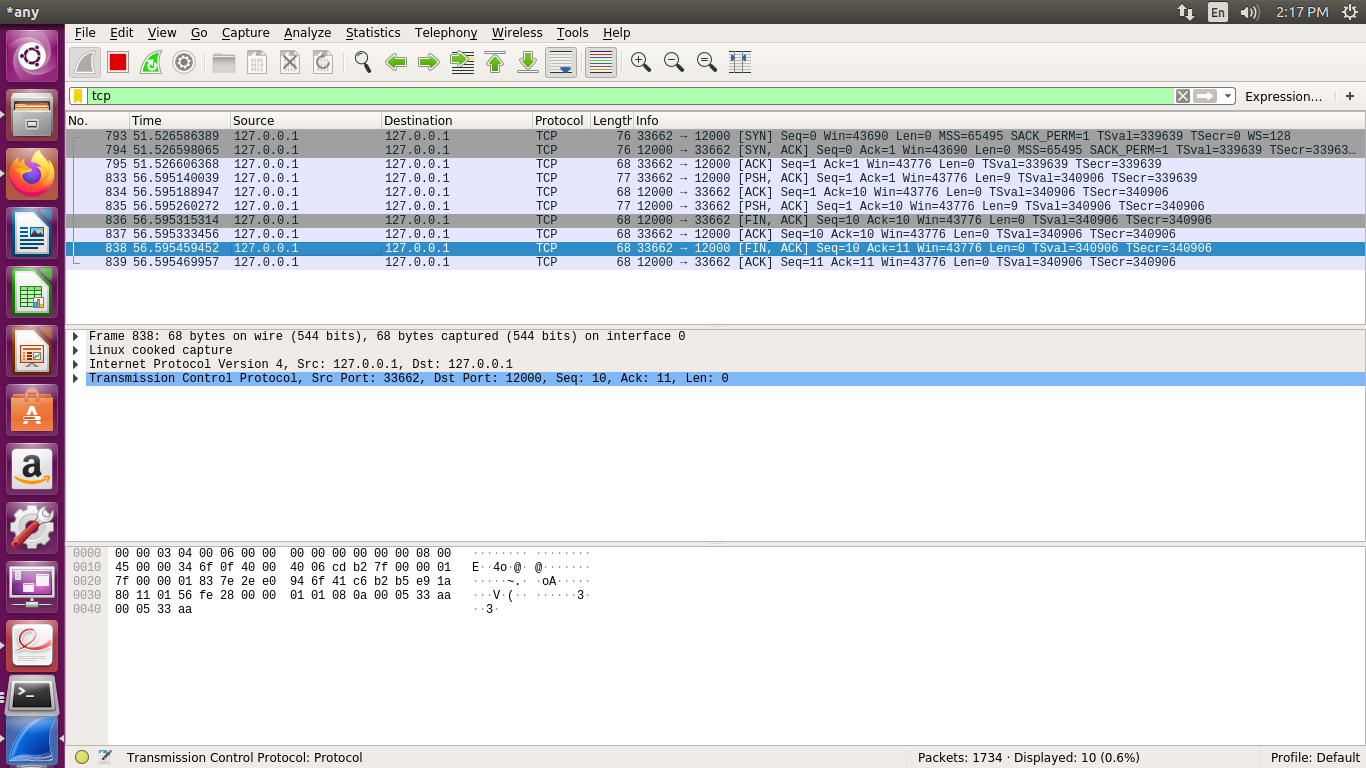 *any
En
2:17 PM
File Edit View Go Capture Analyze Statistics Telephony Wireless Tools Help
tcp
Expression…
+
No. Time Source Destination Protocol Length Info
793 51.526586389 127.0.0.1 127.0.0.1 TCP 76 33662 → 12000 [SYN] Seq=0 Win=43690 Len=0 MSS=65495 SACK_PERM=1 TSval=339639 TSecr=0 WS=128
794 51.526598065 127.0.0.1 127.0.0.1 TCP 76 12000 → 33662 [SYN, ACK] Seq=0 Ack=1 Win=43690 Len=0 MSS=65495 SACK_PERM=1 TSval=339639 TSecr=33963…
795 51.526606368 127.0.0.1 127.0.0.1 TCP 68 33662 → 12000 [ACK] Seq=1 Ack=1 Win=43776 Len=0 TSval=339639 TSecr=339639
833 56.595140039 127.0.0.1 127.0.0.1 TCP 77 33662 → 12000 [PSH, ACK] Seq=1 Ack=1 Win=43776 Len=9 TSval=340906 TSecr=339639
834 56.595188947 127.0.0.1 127.0.0.1 TCP 68 12000 → 33662 [ACK] Seq=1 Ack=10 Win=43776 Len=0 TSval=340906 TSecr=340906
835 56.595260272 127.0.0.1 127.0.0.1 TCP 77 12000 → 33662 [PSH, ACK] Seq=1 Ack=10 Win=43776 Len=9 TSval=340906 TSecr=340906
836 56.595315314 127.0.0.1 127.0.0.1 TCP 68 12000 → 33662 [FIN, ACK] Seq=10 Ack=10 Win=43776 Len=0 TSval=340906 TSecr=340906
837 56.595333456 127.0.0.1 127.0.0.1 TCP 68 33662 → 12000 [ACK] Seq=10 Ack=10 Win=43776 Len=0 TSval=340906 TSecr=340906
838 56.595459452 127.0.0.1 127.0.0.1 TCP 68 33662 → 12000 [FIN, ACK] Seq=10 Ack=11 Win=43776 Len=0 TSval=340906 TSecr=340906
839 56.595469957 127.0.0.1 127.0.0.1 TCP 68 12000 → 33662 [ACK] Seq=11 Ack=11 Win=43776 Len=0 TSval=340906 TSecr=340906
Frame 838: 68 bytes on wire (544 bits), 68 bytes captured (544 bits) on interface 0
Linux cooked capture
Internet Protocol Version 4, Src: 127.0.0.1, Dst: 127.0.0.1
Transmission Control Protocol, Src Port: 33662, Dst Port: 12000, Seq: 10, Ack: 11, Len: 0
0000 00 00 03 04 00 06 00 00 00 00 00 00 00 00 08 00 ········ ········
0010 45 00 00 34 6f 0f 40 00 40 06 cd b2 7f 00 00 01 E··4o·@· @·······
0020 7f 00 00 01 83 7e 2e e0 94 6f 41 c6 b2 b5 e9 1a ·····~.· ·oA·····
0030 80 11 01 56 fe 28 00 00 01 01 08 0a 00 05 33 aa ···V·(·· ······3·
0040 00 05 33 aa ··3·
Transmission Control Protocol: Protocol
Packets: 1734 · Displayed: 10 (0.6%)
Profile: Default